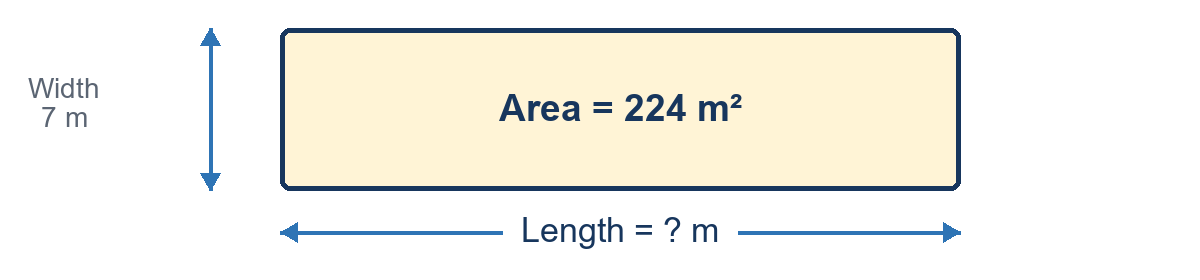 Width
7 m
Area = 224 m²
Length = ? m